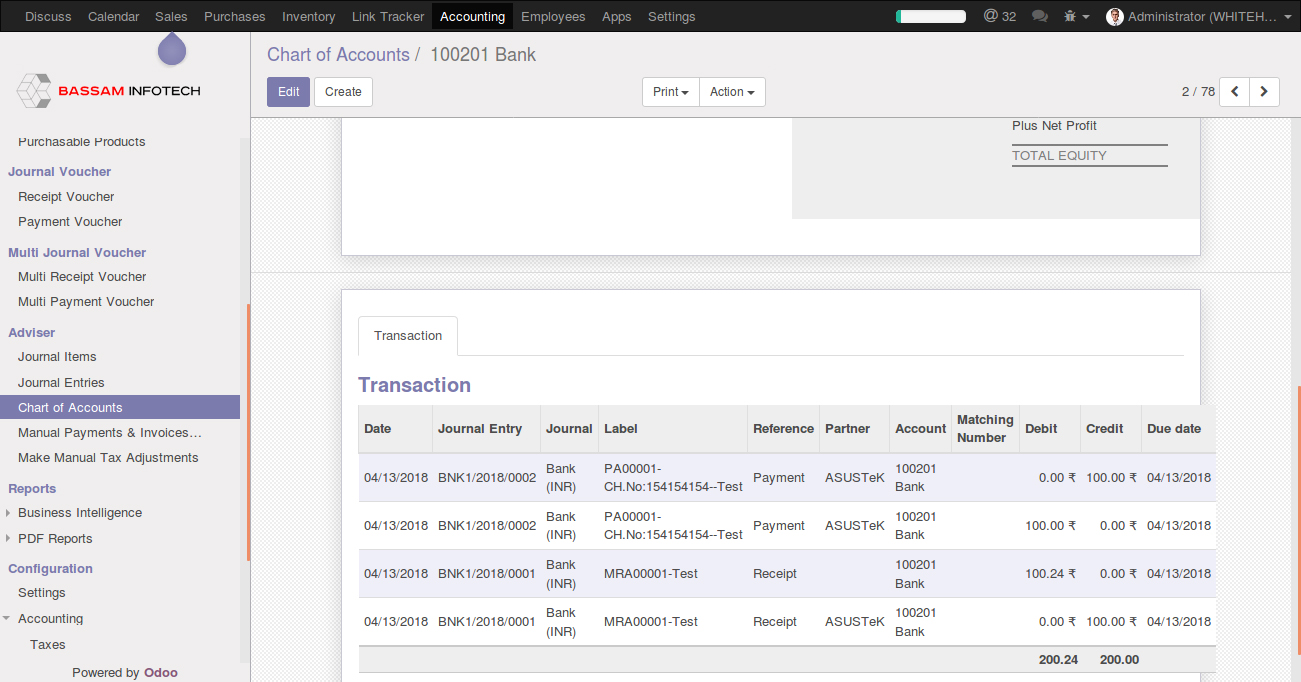 Discuss Calendar Sales Purchases Inventory Link Tracker Accounting Employees Apps Settings @ 32 Administrator (WHITEH...
BASSAM INFOTECH
Purchasable Products
Journal Voucher
Receipt Voucher
Payment Voucher
Multi Journal Voucher
Multi Receipt Voucher
Multi Payment Voucher
Adviser
Journal Items
Journal Entries
Chart of Accounts
Manual Payments & Invoices...
Make Manual Tax Adjustments
Reports
Business Intelligence
PDF Reports
Configuration
Settings
Accounting
Taxes
Powered by Odoo
Chart of Accounts / 100201 Bank
Edit Create Print Action 2 / 78
Plus Net Profit
TOTAL EQUITY
Transaction
Transaction
Date Journal Entry Journal Label Reference Partner Account Matching Number Debit Credit Due date
04/13/2018 BNK1/2018/0002 Bank (INR) PA00001-CH.No:154154154--Test Payment ASUSTeK 100201 Bank 0.00 ₹ 100.00 ₹ 04/13/2018
04/13/2018 BNK1/2018/0002 Bank (INR) PA00001-CH.No:154154154--Test Payment ASUSTeK 100201 Bank 100.00 ₹ 0.00 ₹ 04/13/2018
04/13/2018 BNK1/2018/0001 Bank (INR) MRA00001-Test Receipt 100201 Bank 100.24 ₹ 0.00 ₹ 04/13/2018
04/13/2018 BNK1/2018/0001 Bank (INR) MRA00001-Test Receipt ASUSTeK 100201 Bank 0.00 ₹ 100.00 ₹ 04/13/2018
200.24 200.00